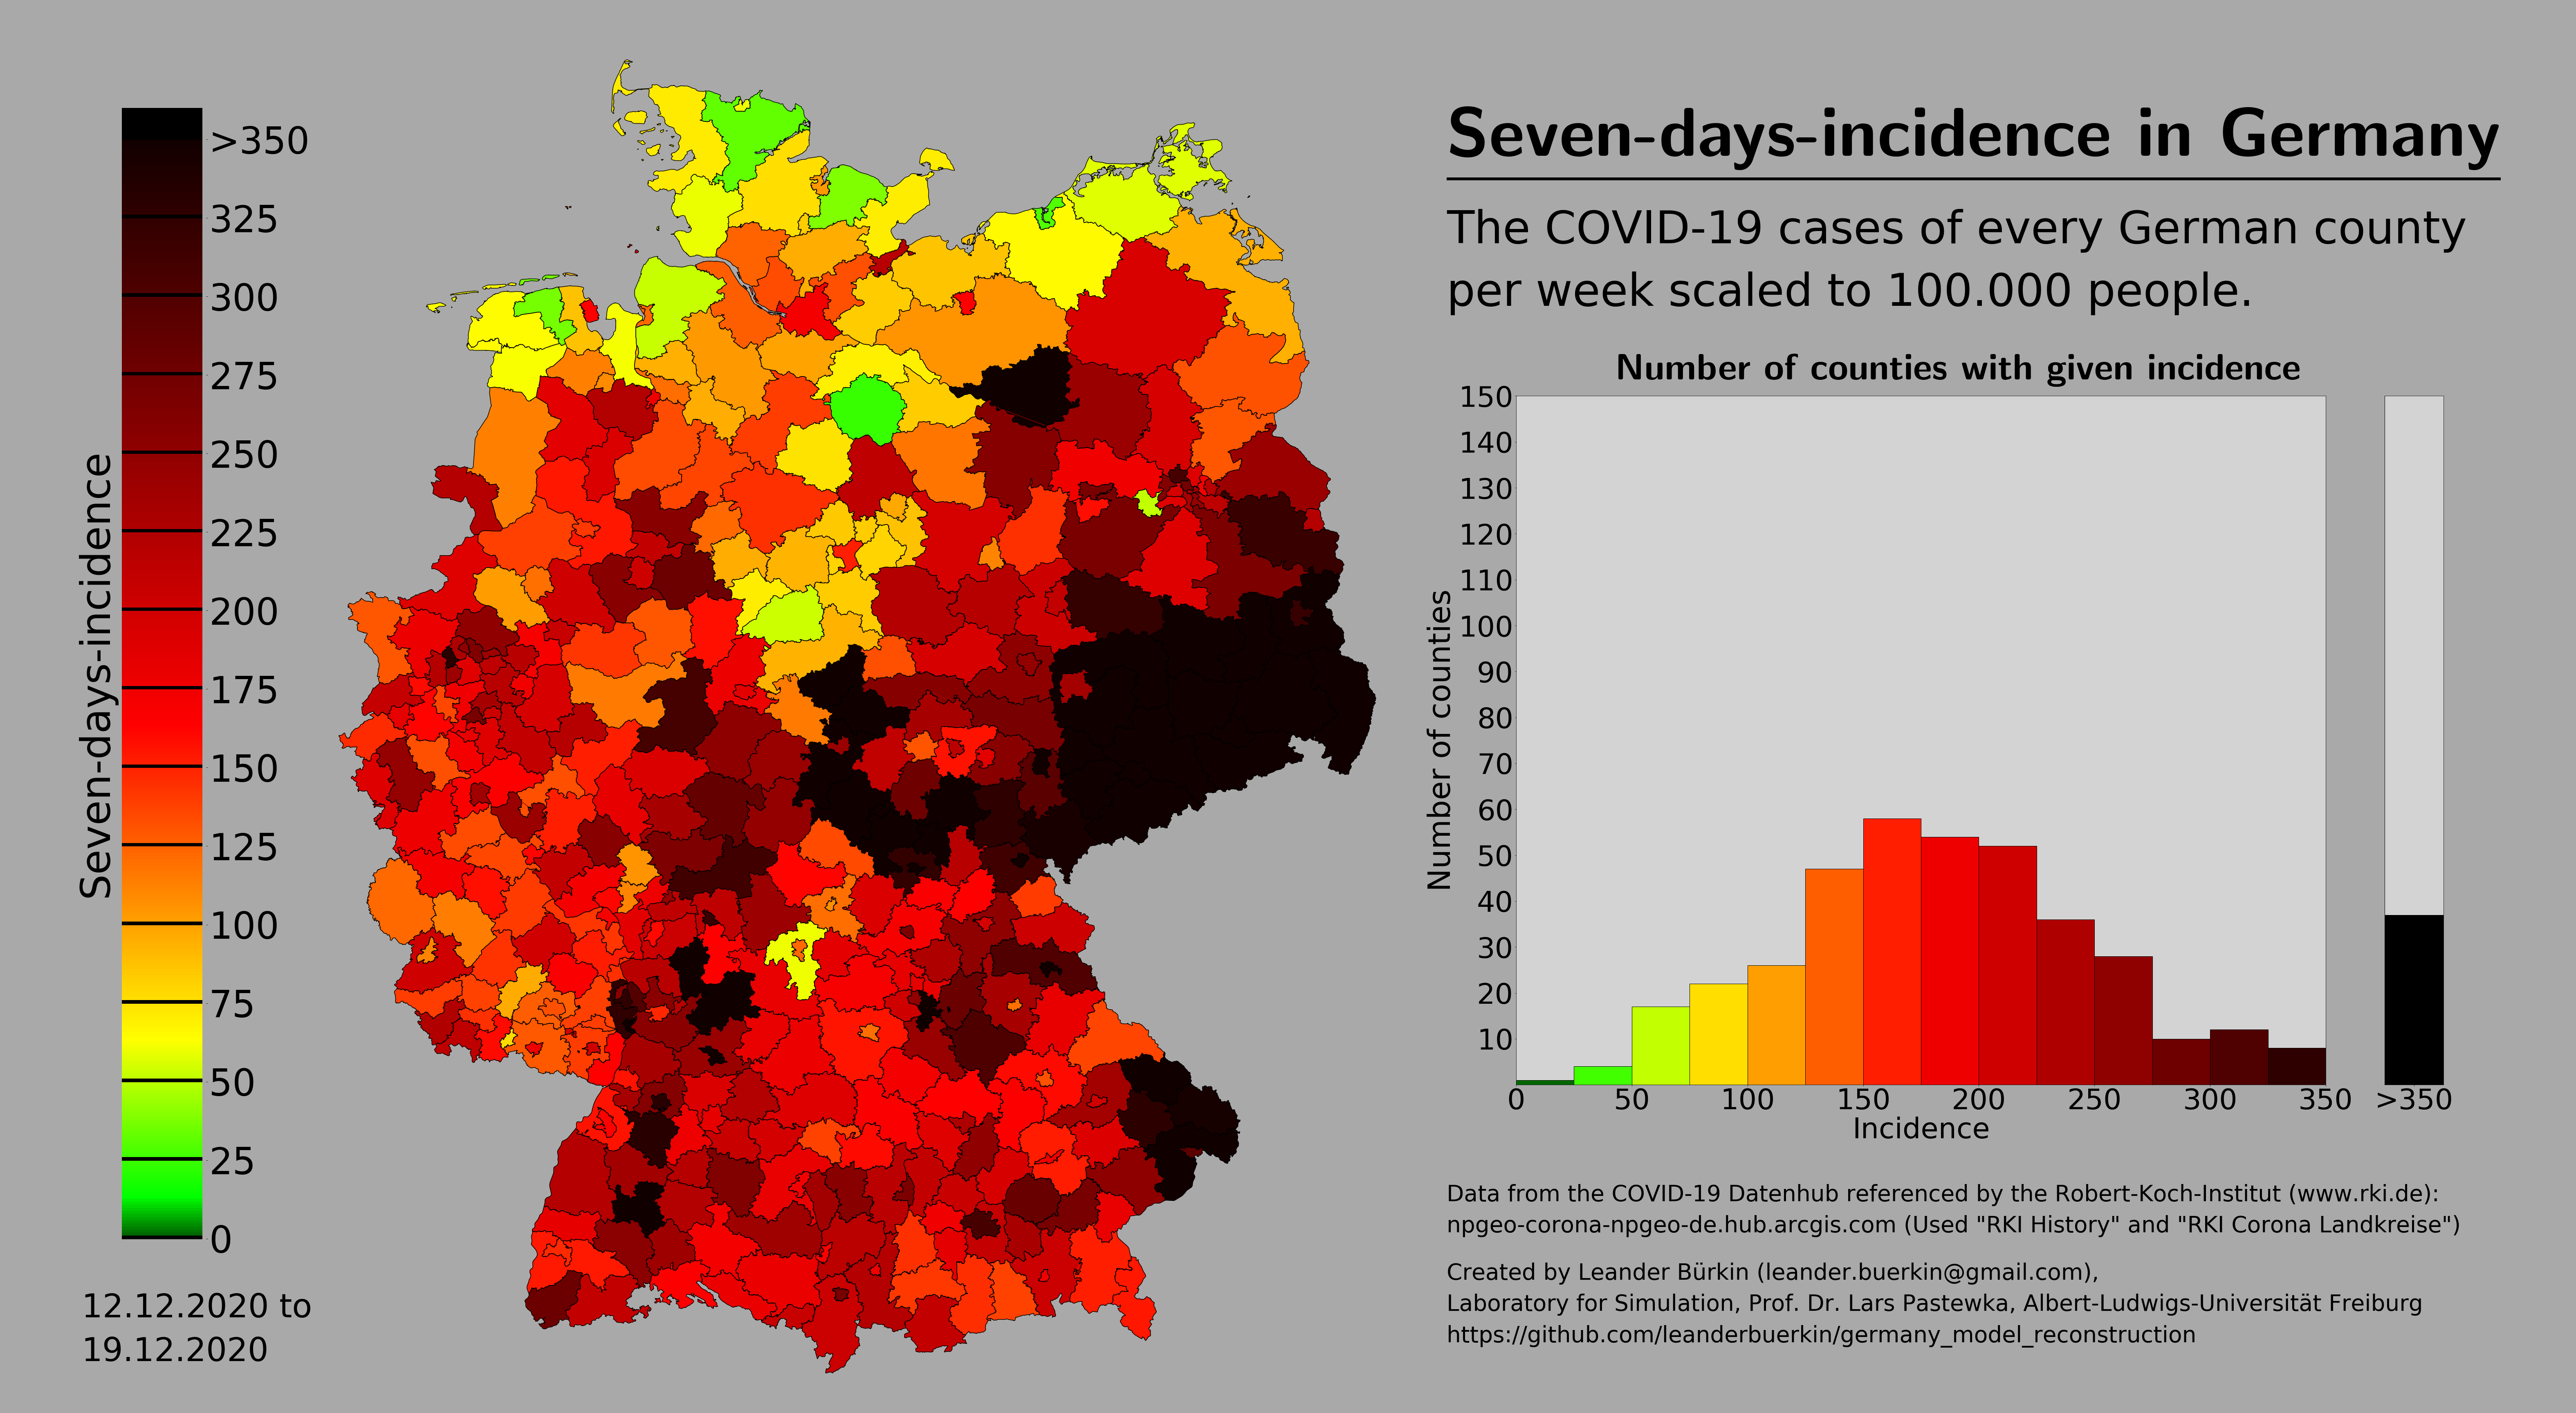 Seven-days-incidence in Germany
The COVID-19 cases of every German county
per week scaled to 100.000 people.
Seven-days-incidence
>350
325
300
275
250
225
200
175
150
125
100
75
50
25
0
12.12.2020 to
19.12.2020
Number of counties with given incidence
Number of counties
150
140
130
120
110
100
90
80
70
60
50
40
30
20
10
0 50 100 150 200 250 300 350 >350
Incidence
Data from the COVID-19 Datenhub referenced by the Robert-Koch-Institut (www.rki.de):
npgeo-corona-npgeo-de.hub.arcgis.com (Used "RKI History" and "RKI Corona Landkreise")
Created by Leander Bürkin (leander.buerkin@gmail.com),
Laboratory for Simulation, Prof. Dr. Lars Pastewka, Albert-Ludwigs-Universität Freiburg
https://github.com/leanderbuerkin/germany_model_reconstruction